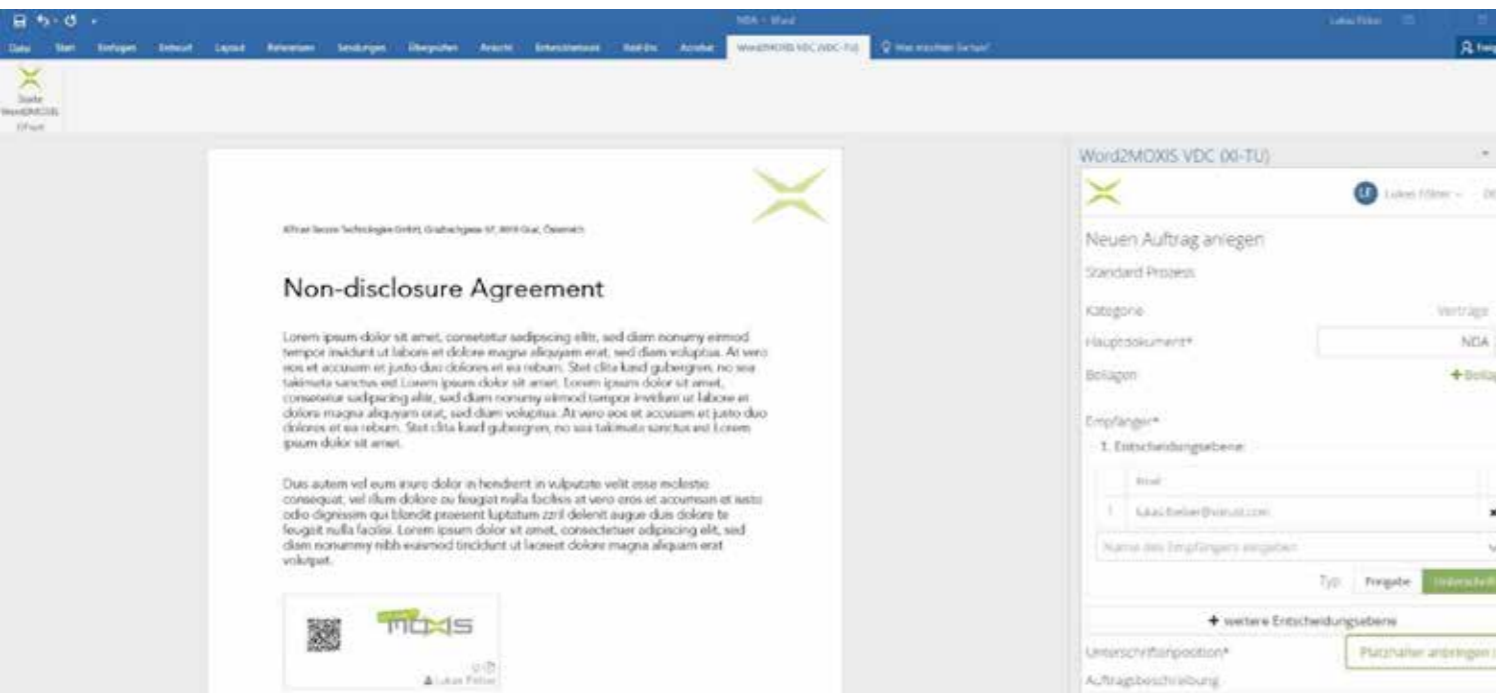 NDA - Word
Datei Start Einfügen Entwurf Layout Referenzen Sendungen Überprüfen Ansicht Entwicklertools Add-Ins Acrobat Word2MOXIS VDC (VDC-TU) Was möchten Sie tun?
Starte
Word2MOXIS
Word2MOXIS VDC (XI-TU)
Neuen Auftrag anlegen
Standard Prozess
Kategorie Verträge
Hauptdokument* NDA
Beilagen
Empfänger*
1. Entscheidungsebene:
Email
1
Name des Empfängers eingeben
Typ: Freigabe Unterschrift
+ weitere Entscheidungsebene
Unterschriftenposition* Platzhalter anbringen
Auftragsbeschreibung
XiTrust Secure Technologies GmbH, Grazbachgasse 67, 8010 Graz, Österreich
Non-disclosure Agreement
Lorem ipsum dolor sit amet, consetetur sadipscing elitr, sed diam nonumy eirmod
tempor invidunt ut labore et dolore magna aliquyam erat, sed diam voluptua. At vero
eos et accusam et justo duo dolores et ea rebum. Stet clita kasd gubergren, no sea
takimata sanctus est Lorem ipsum dolor sit amet. Lorem ipsum dolor sit amet,
consetetur sadipscing elitr, sed diam nonumy eirmod tempor invidunt ut labore et
dolore magna aliquyam erat, sed diam voluptua. At vero eos et accusam et justo duo
dolores et ea rebum. Stet clita kasd gubergren, no sea takimata sanctus est Lorem
ipsum dolor sit amet.
Duis autem vel eum iriure dolor in hendrerit in vulputate velit esse molestie
consequat, vel illum dolore eu feugiat nulla facilisis at vero eros et accumsan et iusto
odio dignissim qui blandit praesent luptatum zzril delenit augue duis dolore te
feugait nulla facilisi. Lorem ipsum dolor sit amet, consectetuer adipiscing elit, sed
diam nonummy nibh euismod tincidunt ut laoreet dolore magna aliquam erat
volutpat.
MOXIS